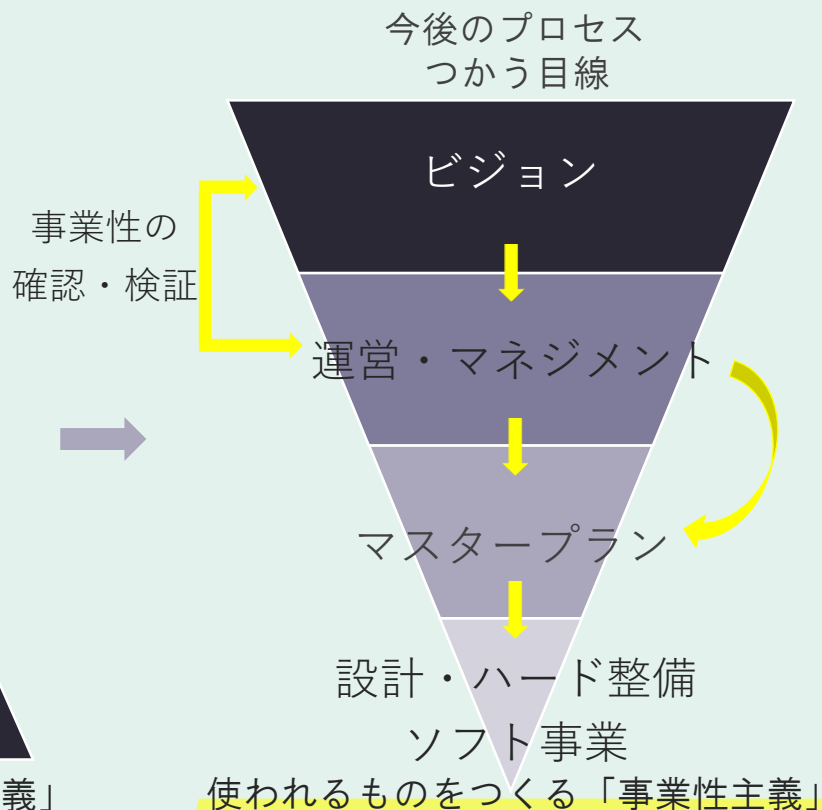 今後のプロセス
つかう目線
ビジョン
事業性の
確認・検証
運営・マネジメント
マスタープラン
設計・ハード整備
ソフト事業
義」
使われるものをつくる「事業性主義」